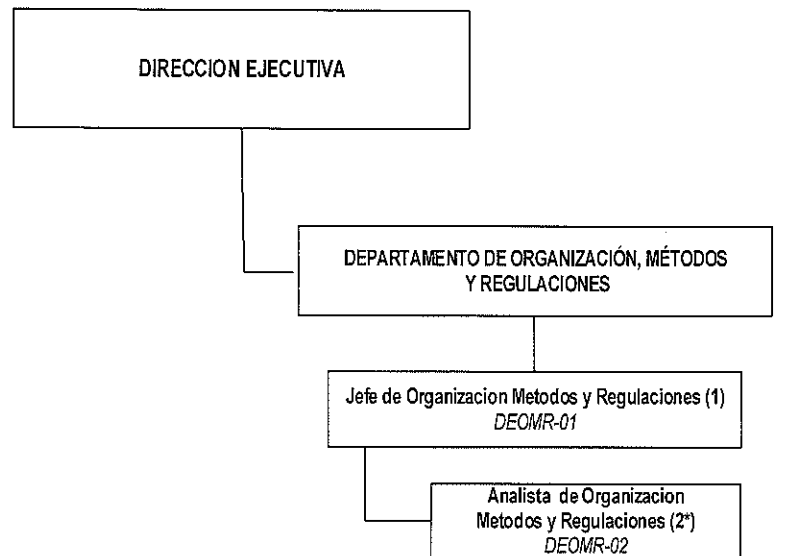 DIRECCION EJECUTIVA
DEPARTAMENTO DE ORGANIZACIÓN, MÉTODOS
Y REGULACIONES
Jefe de Organizacion Metodos y Regulaciones (1)
DEOMR-01
Analista de Organizacion
Metodos y Regulaciones (2*)
DEOMR-02